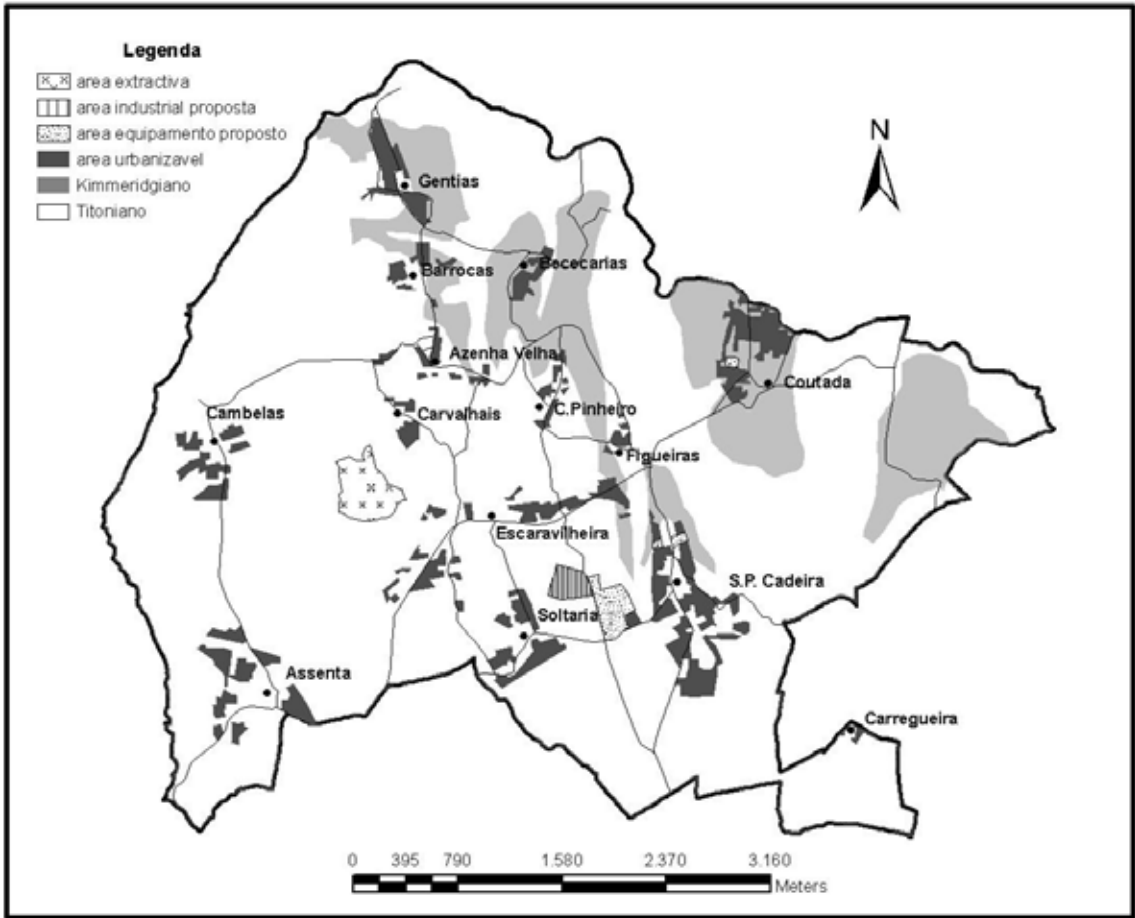 Legenda
area extractiva
area industrial proposta
area equipamento proposto
area urbanizavel
Kimmeridgiano
Titoniano
N
Gentias
Barrocas
Bececarias
Azenha Velha
Coutada
Cambelas
Carvalhais
C.Pinheiro
Figueiras
Escaravilheira
S.P. Cadeira
Soltaria
Assenta
Carregueira
0 395 790 1.580 2.370 3.160
Meters